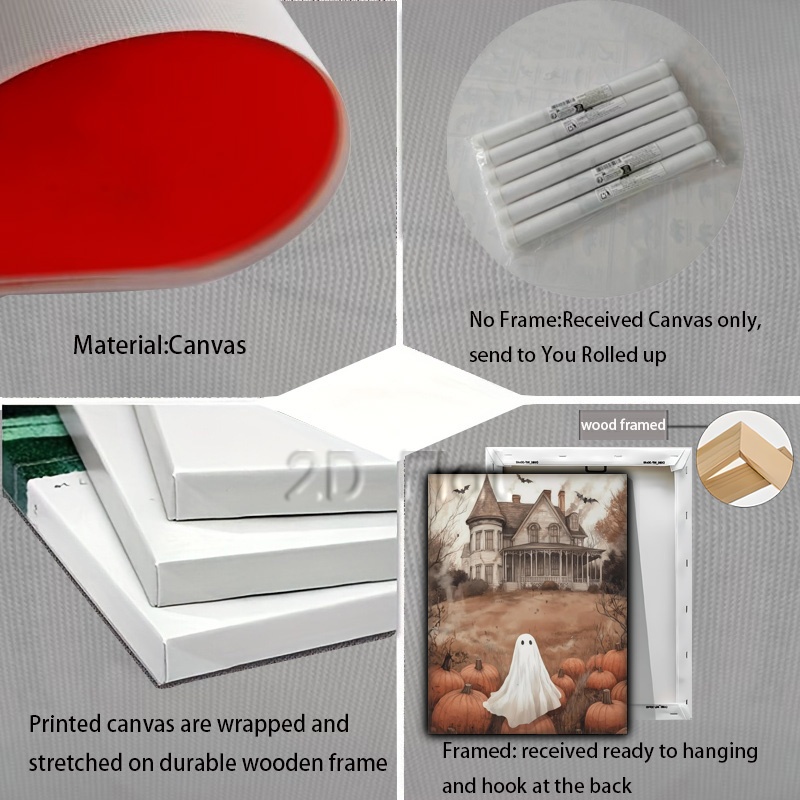 Material:Canvas
No Frame:Received Canvas only,
send to You Rolled up
wood framed
2D
Printed canvas are wrapped and
stretched on durable wooden frame
Framed: received ready to hanging
and hook at the back